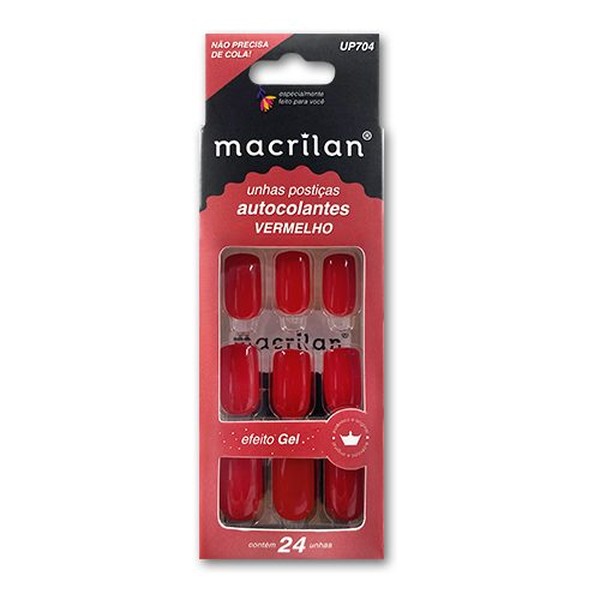 NÃO PRECISA
DE COLA!
UP704
especialmente
feito para você
macrilan®
unhas postiças
autocolantes
VERMELHO
macrilan
efeito Gel
contém 24 unhas